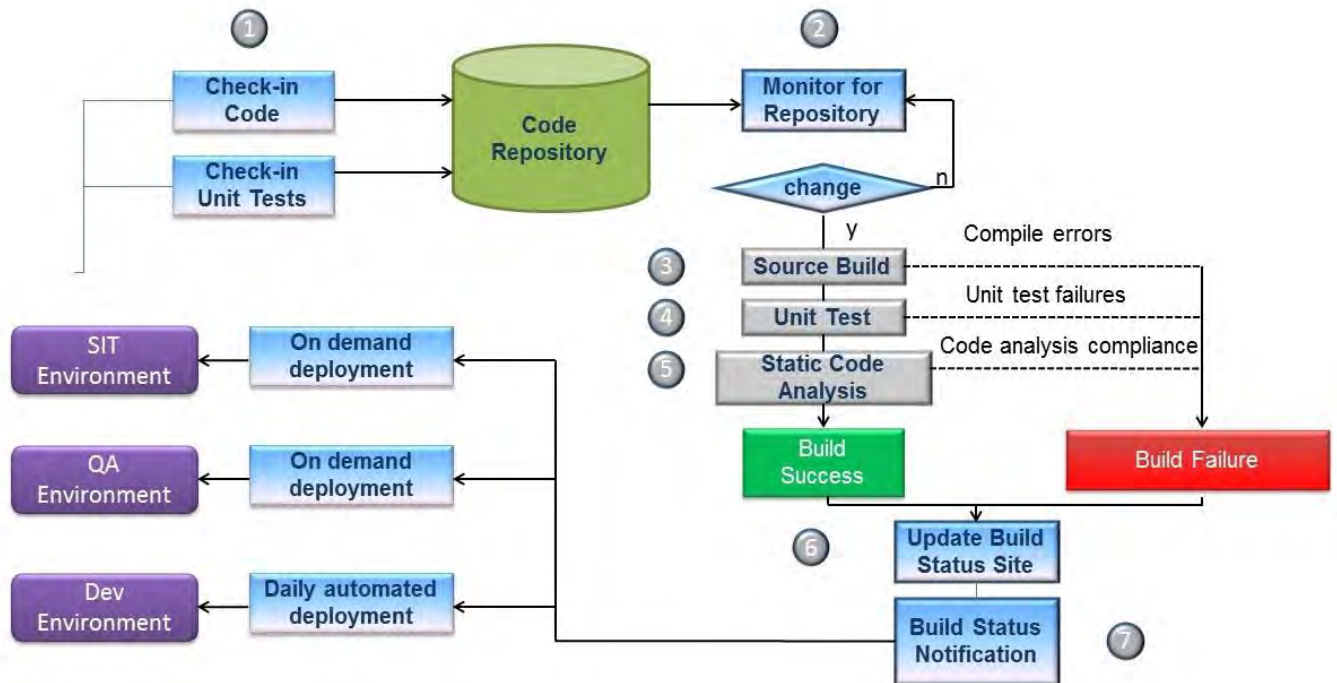 1
2
Check-in
Code
Check-in
Unit Tests
Code
Repository
Monitor for
Repository
change
n
y
3
Source Build
Compile errors
4
Unit Test
Unit test failures
5
Static Code
Analysis
Code analysis compliance
Build
Success
Build Failure
6
Update Build
Status Site
Build Status
Notification
7
SIT
Environment
On demand
deployment
QA
Environment
On demand
deployment
Dev
Environment
Daily automated
deployment